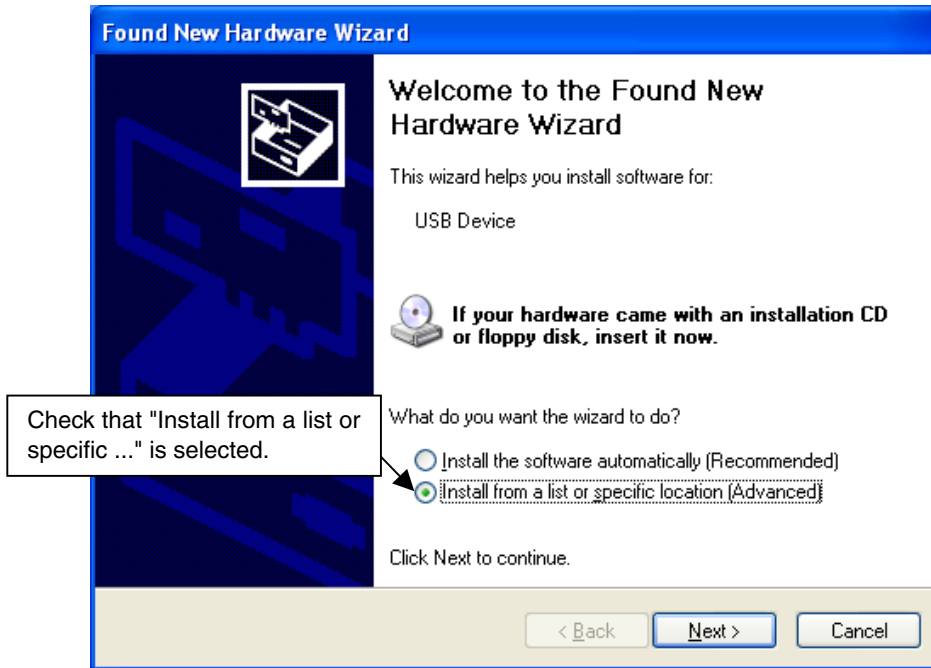 Found New Hardware Wizard
Welcome to the Found New
Hardware Wizard
This wizard helps you install software for:
USB Device
If your hardware came with an installation CD
or floppy disk, insert it now.
What do you want the wizard to do?
Install the software automatically (Recommended)
Install from a list or specific location (Advanced)
Check that "Install from a list or
specific ..." is selected.
Click Next to continue.
< Back
Next >
Cancel